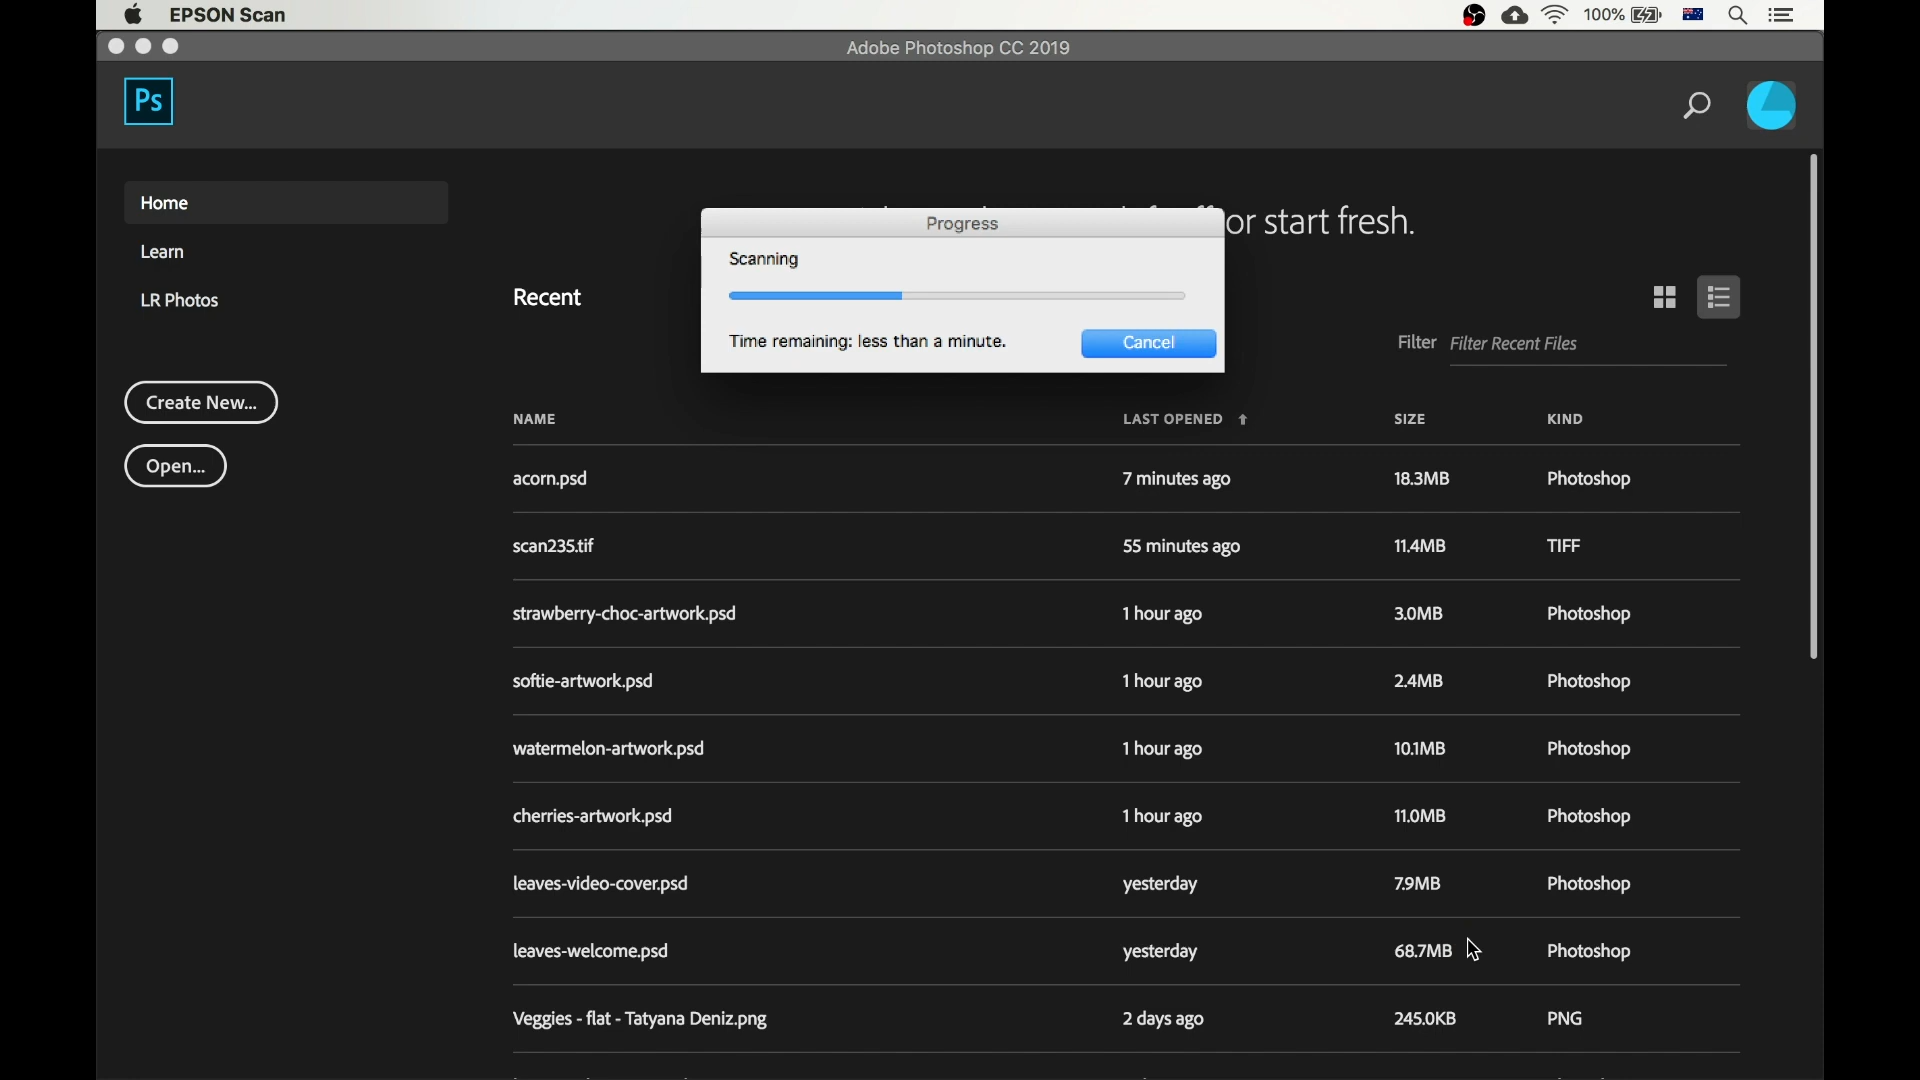 EPSON Scan
100%
Adobe Photoshop CC 2019
Ps
Home
Learn
LR Photos
Create New...
Open...
or start fresh.
Progress
Scanning
Time remaining: less than a minute.
Cancel
Recent
Filter Filter Recent Files
NAME LAST OPENED SIZE KIND
acorn.psd 7 minutes ago 18.3MB Photoshop
scan235.tif 55 minutes ago 11.4MB TIFF
strawberry-choc-artwork.psd 1 hour ago 3.0MB Photoshop
softie-artwork.psd 1 hour ago 2.4MB Photoshop
watermelon-artwork.psd 1 hour ago 10.1MB Photoshop
cherries-artwork.psd 1 hour ago 11.0MB Photoshop
leaves-video-cover.psd yesterday 7.9MB Photoshop
leaves-welcome.psd yesterday 68.7MB Photoshop
Veggies - flat - Tatyana Deniz.png 2 days ago 245.0KB PNG